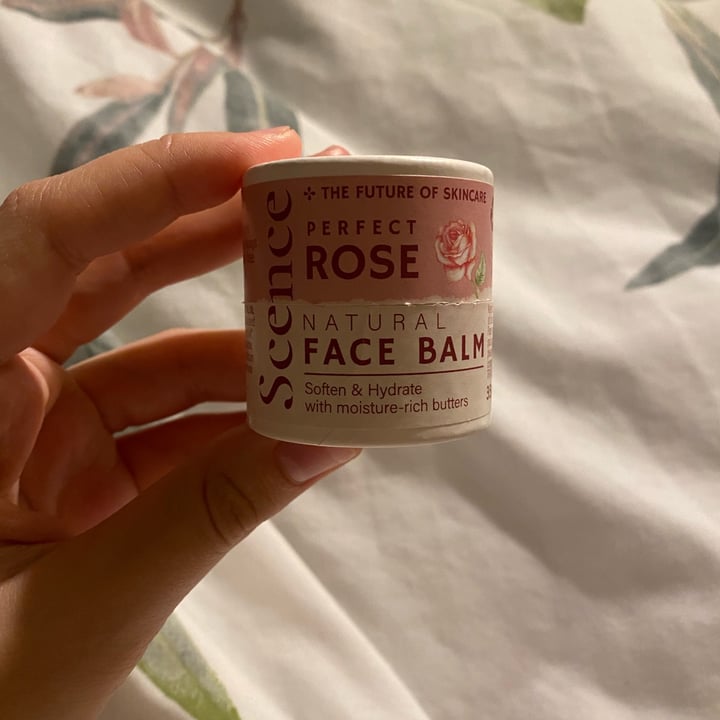 Scence
THE FUTURE OF SKINCARE
PERFECT
ROSE
NATURAL
FACE BALM
Soften & Hydrate
with moisture-rich butters